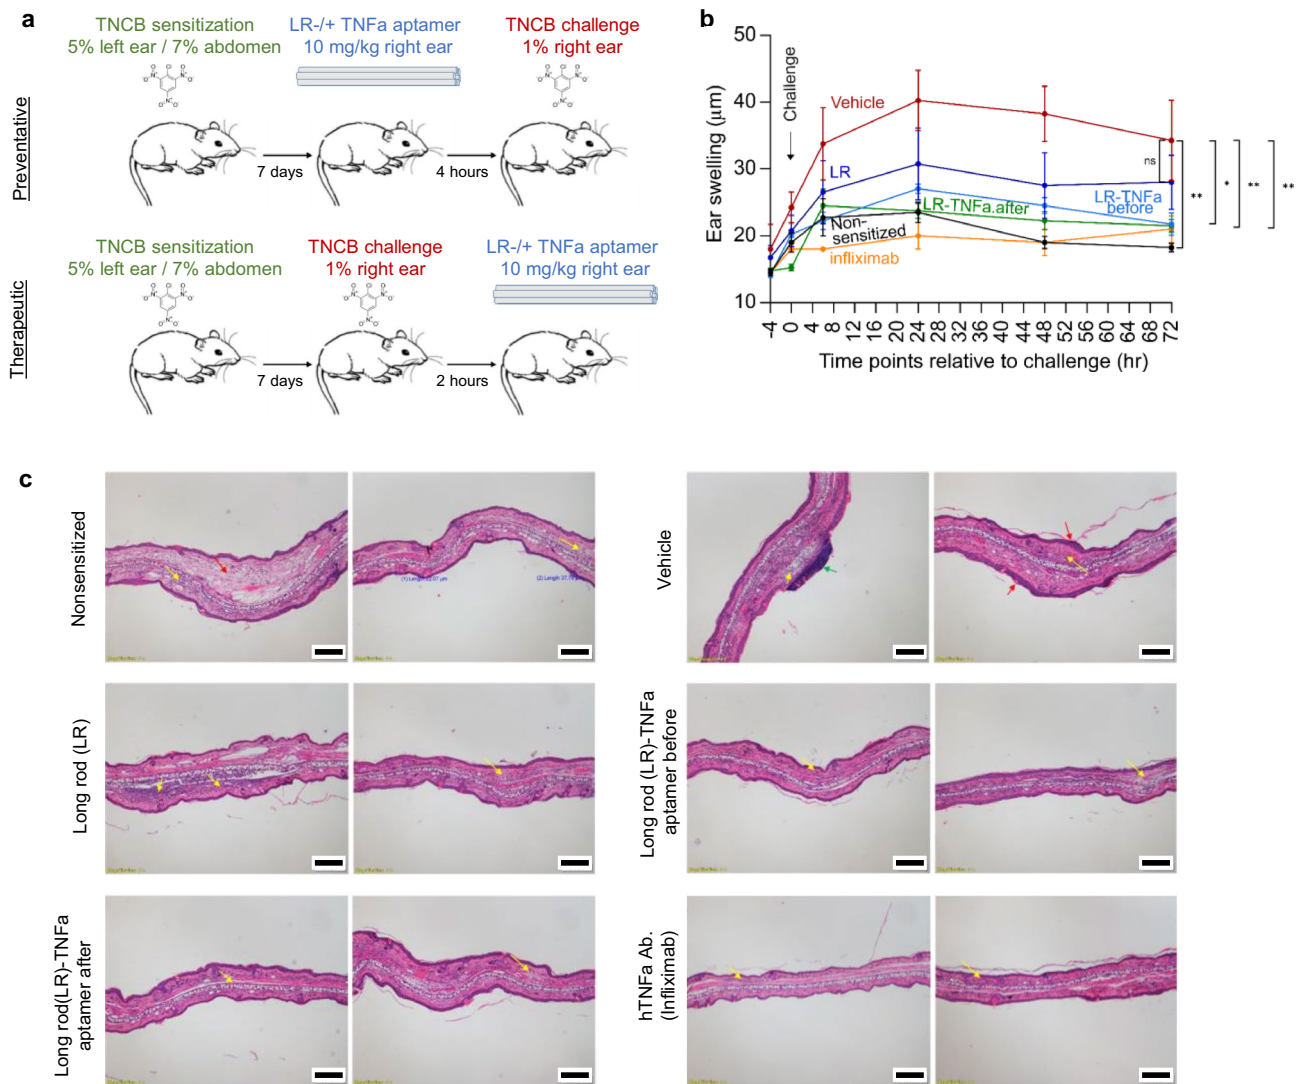 a
TNCB sensitization
5% left ear / 7% abdomen
LR-/+ TNFa aptamer
10 mg/kg right ear
TNCB challenge
1% right ear
Preventative
7 days
4 hours
TNCB sensitization
5% left ear / 7% abdomen
TNCB challenge
1% right ear
LR-/+ TNFa aptamer
10 mg/kg right ear
Therapeutic
7 days
2 hours
b
Ear swelling (μm)
50
40
30
20
10
Challenge
Vehicle
LR
LR-TNFa.after
LR-TNFa
before
Non-
sensitized
infliximab
ns
**
*
**
**
-4 0 4 8 12 16 20 24 28 32 36 40 44 48 52 56 60 64 68 72
Time points relative to challenge (hr)
c
Nonsensitized
Vehicle
Long rod (LR)
Long rod (LR)-TNFa
aptamer before
Long rod(LR)-TNFa
aptamer after
hTNFa Ab.
(Infliximab)